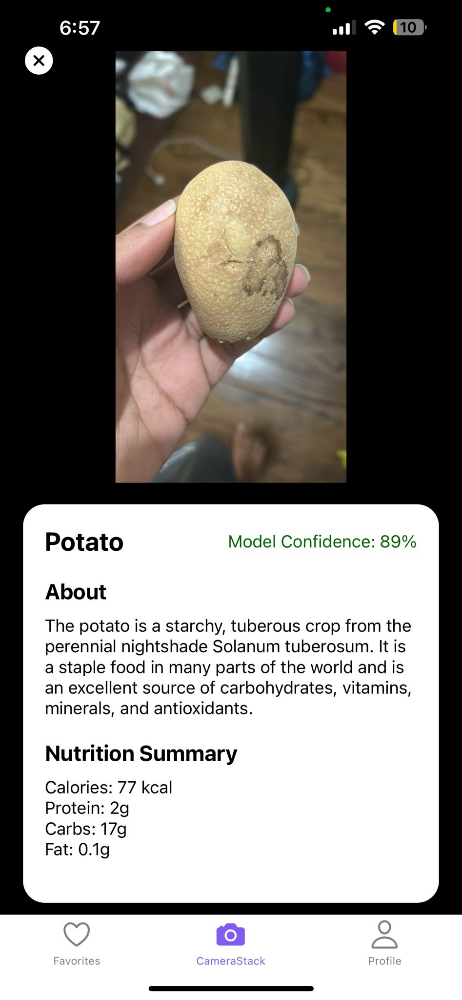 6:57
10
Potato
Model Confidence: 89%
About
The potato is a starchy, tuberous crop from the
perennial nightshade Solanum tuberosum. It is
a staple food in many parts of the world and is
an excellent source of carbohydrates, vitamins,
minerals, and antioxidants.
Nutrition Summary
Calories: 77 kcal
Protein: 2g
Carbs: 17g
Fat: 0.1g
Favorites
CameraStack
Profile